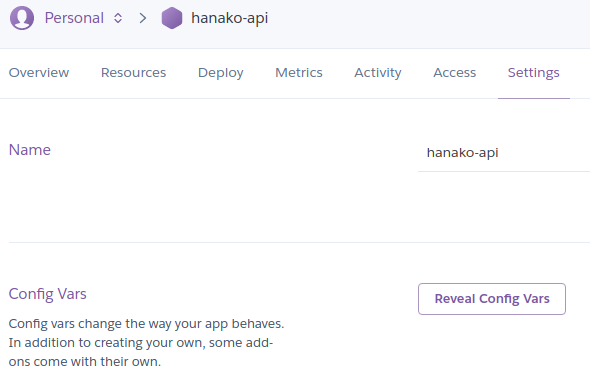 Personal hanako-api
Overview Resources Deploy Metrics Activity Access Settings
Name hanako-api
Config Vars Reveal Config Vars
Config vars change the way your app behaves.
In addition to creating your own, some add-
ons come with their own.